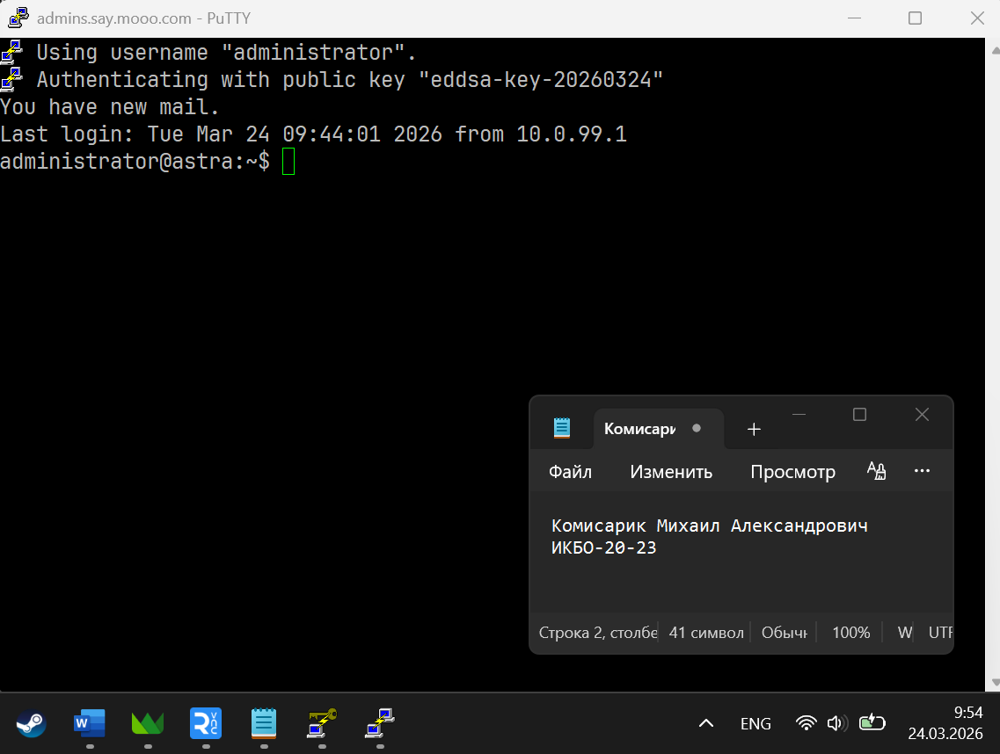 admins.say.mooo.com - PuTTY
Using username "administrator".
Authenticating with public key "eddsa-key-20260324"
You have new mail.
Last login: Tue Mar 24 09:44:01 2026 from 10.0.99.1
administrator@astra:~$
Комисари
Файл Изменить Просмотр
Комисарик Михаил Александрович
ИКБО-20-23
Строка 2, столбе 41 символ Обычн 100% W UTF
W R VNC ENG 9:54
24.03.2026